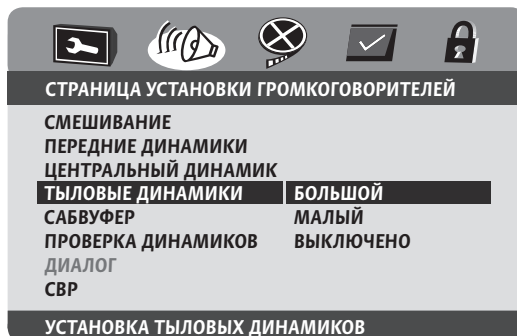 СТРАНИЦА УСТАНОВКИ ГРОМКОГОВОРИТЕЛЕЙ
СМЕШИВАНИЕ
ПЕРЕДНИЕ ДИНАМИКИ
ЦЕНТРАЛЬНЫЙ ДИНАМИК
ТЫЛОВЫЕ ДИНАМИКИ БОЛЬШОЙ
САБВУФЕР МАЛЫЙ
ПРОВЕРКА ДИНАМИКОВ ВЫКЛЮЧЕНО
ДИАЛОГ
СВР
УСТАНОВКА ТЫЛОВЫХ ДИНАМИКОВ